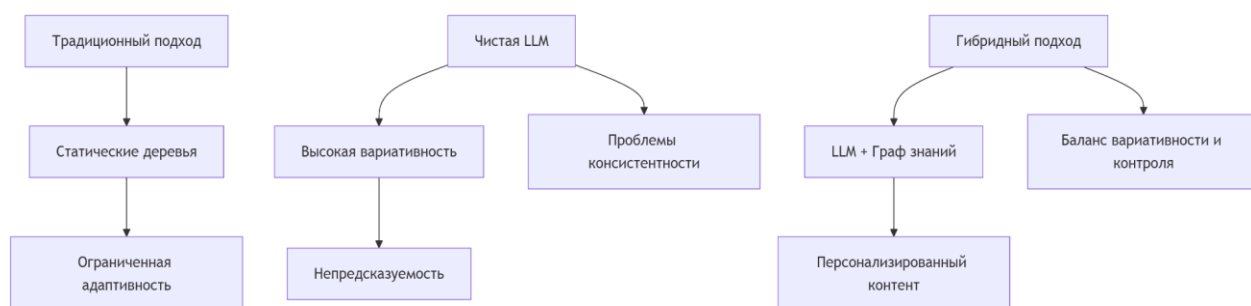 Традиционный подход
Чистая LLM
Гибридный подход
Статические деревья
Высокая вариативность
Проблемы
консистентности
LLM + Граф знаний
Баланс вариативности и
контроля
Ограниченная
адаптивность
Непредсказуемость
Персонализированный
контент